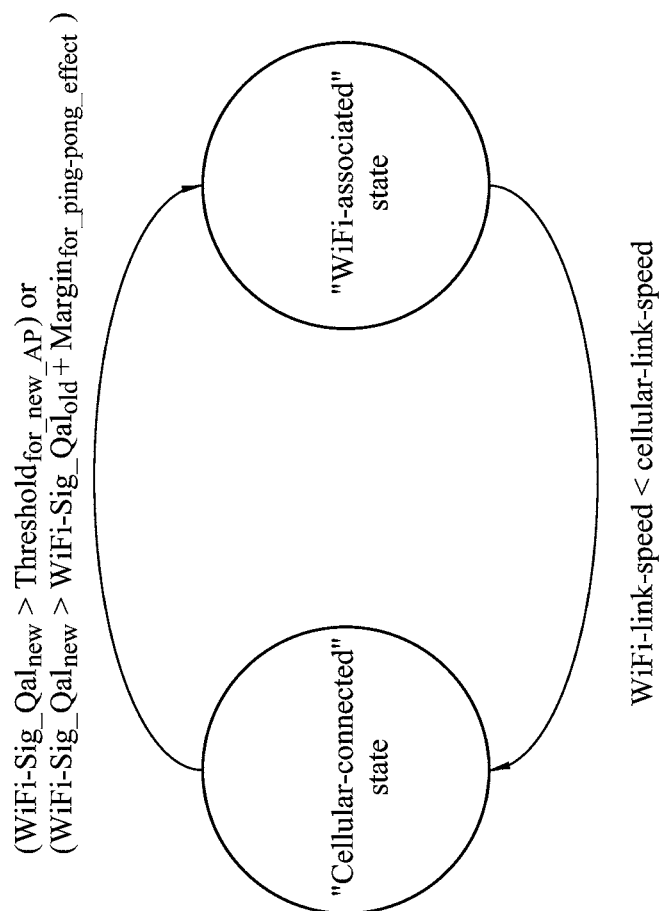 (WiFi-Sig_Qal_new > Threshold_for_new_AP) or
(WiFi-Sig_Qal_new > WiFi-Sig_Qal_old + Margin_for_ping-pong_effect )
"Cellular-connected"
state
"WiFi-associated"
state
WiFi-link-speed < cellular-link-speed